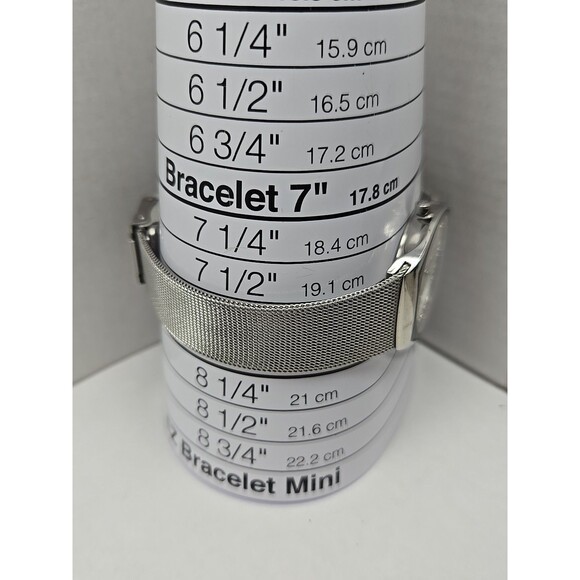 6 1/4" 15.9 cm
6 1/2" 16.5 cm
6 3/4" 17.2 cm
Bracelet 7" 17.8 cm
7 1/4" 18.4 cm
7 1/2" 19.1 cm
8 1/4" 21 cm
8 1/2" 21.6 cm
8 3/4" 22.2 cm
Bracelet Mini